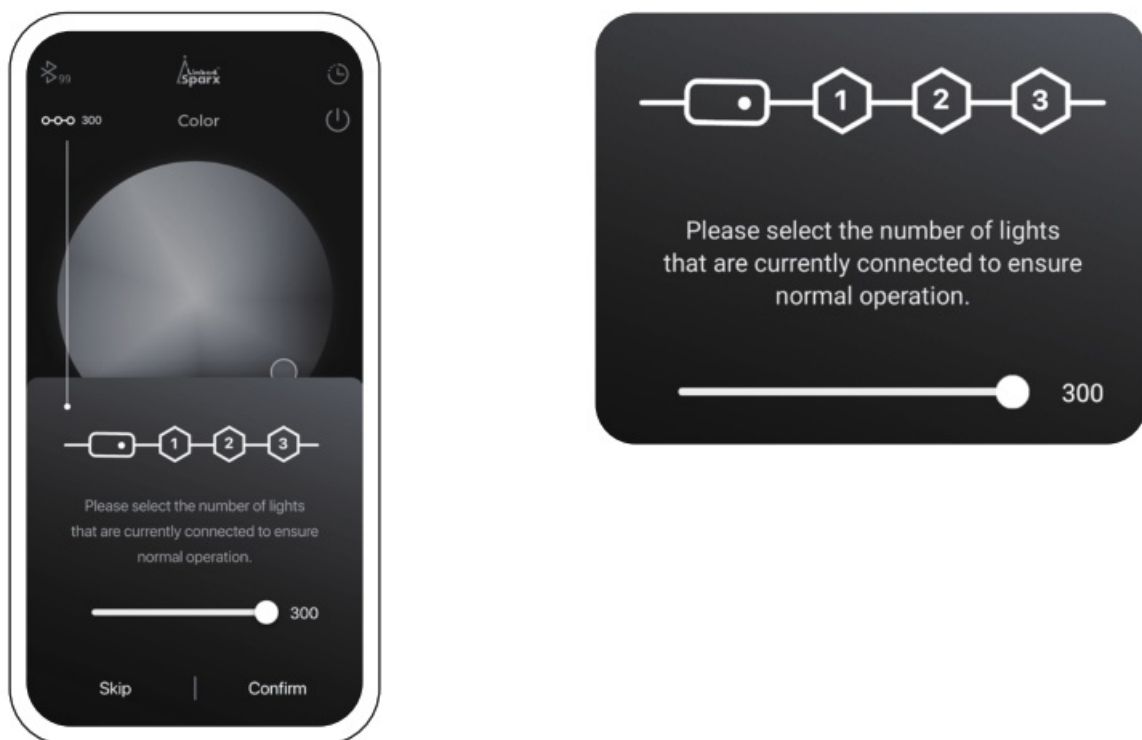 99
Limbad
Sparx
300
Color
1 2 3
Please select the number of lights
that are currently connected to ensure
normal operation.
300
Skip | Confirm
1 2 3
Please select the number of lights
that are currently connected to ensure
normal operation.
300